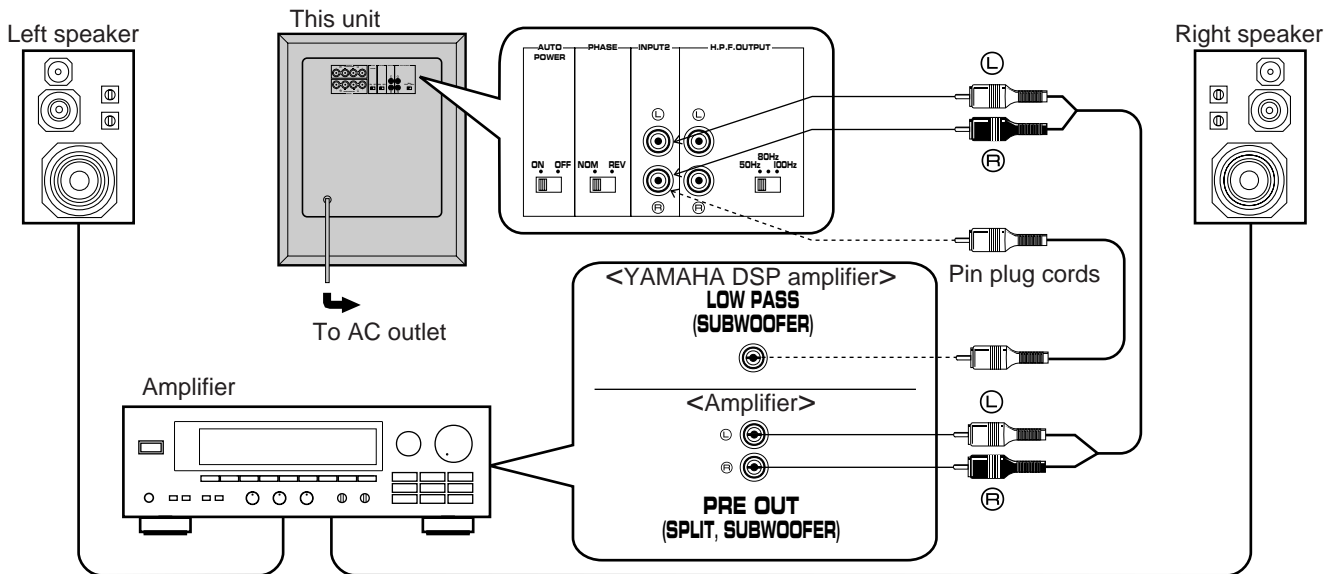 Left speaker
This unit
Right speaker
AUTO POWER
PHASE
INPUT2
H.P.F.OUTPUT
L
L
ON OFF
NOM REV
50Hz 80Hz 100Hz
R
R
L
R
To AC outlet
Pin plug cords
<YAMAHA DSP amplifier>
LOW PASS
(SUBWOOFER)
Amplifier
<Amplifier>
L
R
L
R
PRE OUT
(SPLIT, SUBWOOFER)